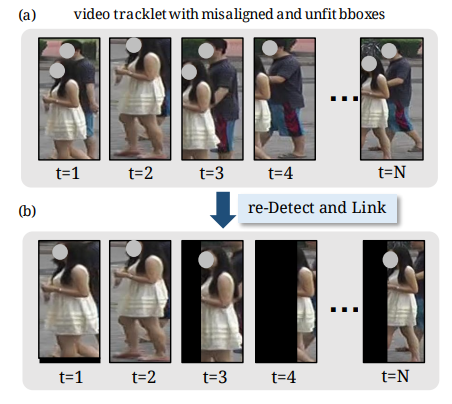 (a) video tracklet with misaligned and unfit bboxes
...
t=1 t=2 t=3 t=4 t=N
re-Detect and Link
(b)
...
t=1 t=2 t=3 t=4 t=N